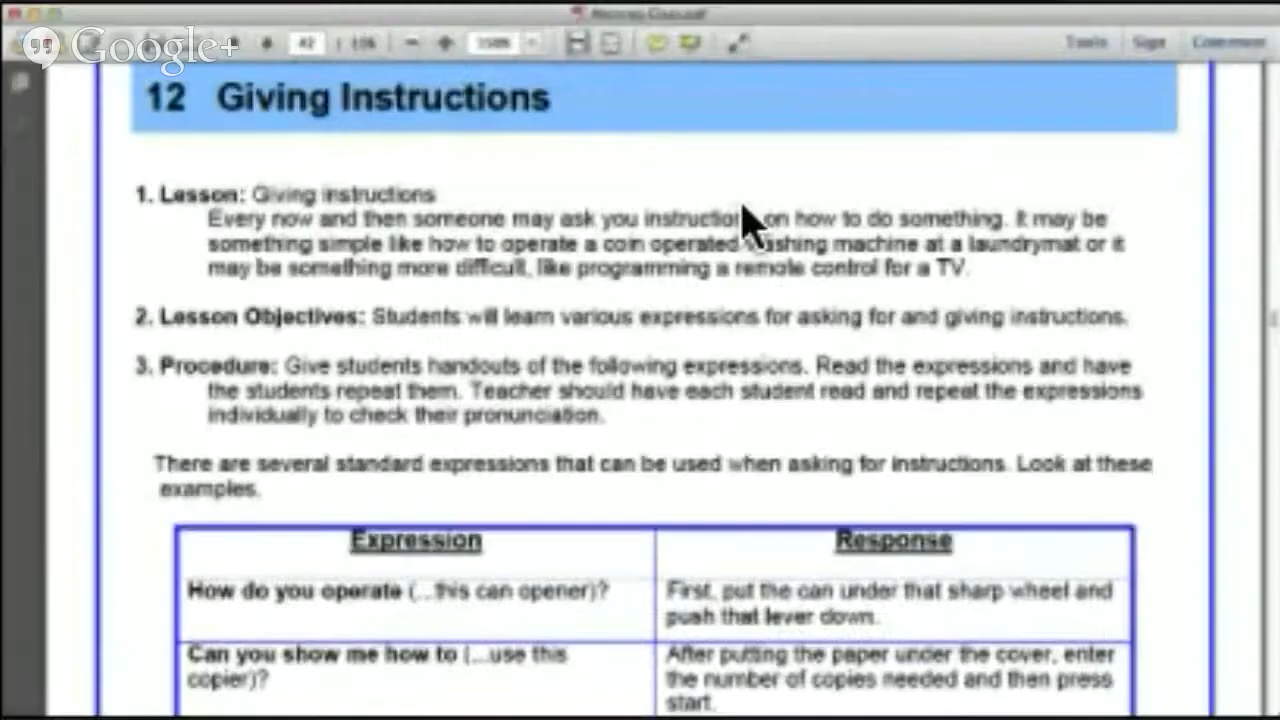 Google+
42
150%
Tools
Sign
Comment
12 Giving Instructions
1. Lesson: Giving instructions
Every now and then someone may ask you instructions on how to do something. It may be
something simple like how to operate a coin operated washing machine at a laundrymat or it
may be something more difficult, like programming a remote control for a TV.
2. Lesson Objectives: Students will learn various expressions for asking for and giving instructions.
3. Procedure: Give students handouts of the following expressions. Read the expressions and have
the students repeat them. Teacher should have each student read and repeat the expressions
individually to check their pronunciation.
There are several standard expressions that can be used when asking for instructions. Look at these
examples.
Expression
Response
How do you operate (...this can opener)?
First, put the can under that sharp wheel and
push that lever down.
Can you show me how to (...use this
copier)?
After putting the paper under the cover, enter
the number of copies needed and then press
start.